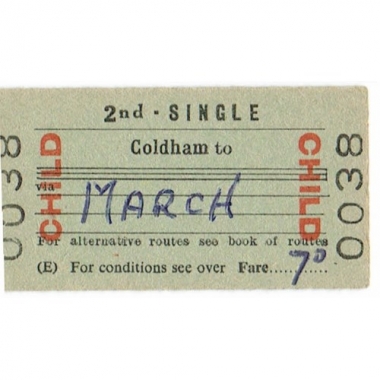 2nd - SINGLE
Coldham to
via
MARCH
For alternative routes see book of routes
(E) For conditions see over Fare 7D
CHILD
CHILD
0038
0038